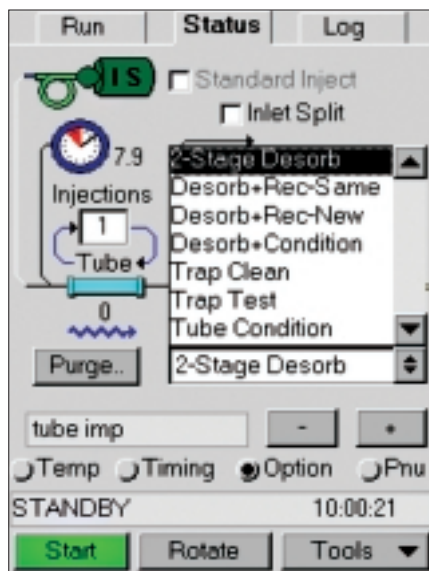 Run Status Log
IS
Standard Inject
Inlet Split
7.9
2-Stage Desorb
Desorb+Rec-Same
Desorb+Rec-New
Desorb+Condition
Trap Clean
Trap Test
Tube Condition
Injections
1
Tube
0
Purge..
2-Stage Desorb
tube imp
- +
Temp Timing Option Pnu
STANDBY 10:00:21
Start Rotate Tools